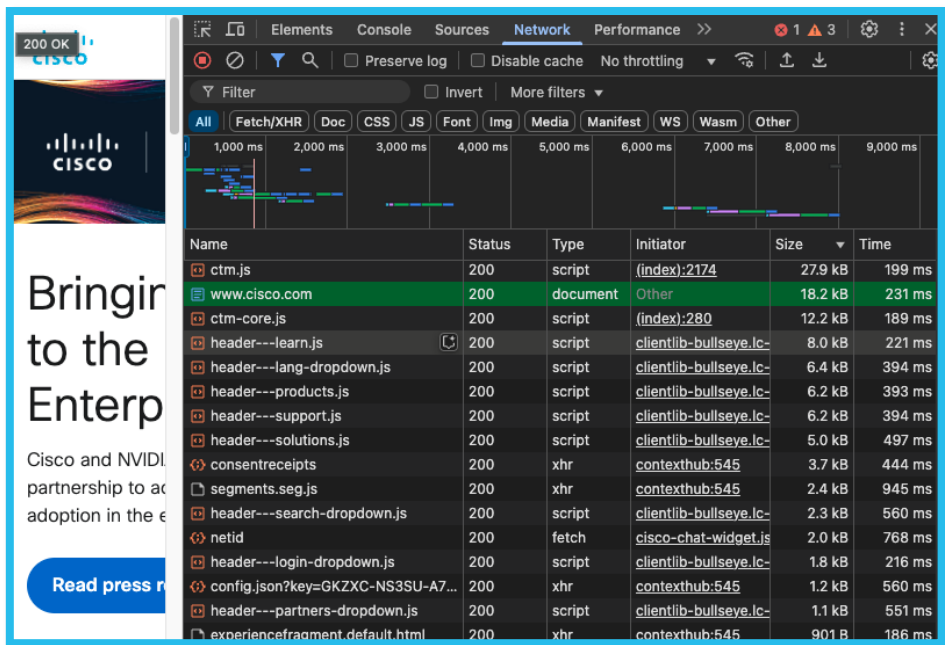 200 OK
CISCO
CISCO
Bringin
to the
Enterp
Cisco and NVIDI
partnership to ac
adoption in the e
Read press re
Elements Console Sources Network Performance 1 3
Preserve log Disable cache No throttling
Filter Invert More filters
All Fetch/XHR Doc CSS JS Font Img Media Manifest WS Wasm Other
1,000 ms 2,000 ms 3,000 ms 4,000 ms 5,000 ms 6,000 ms 7,000 ms 8,000 ms 9,000 ms
Name Status Type Initiator Size Time
ctm.js 200 script (index):2174 27.9 kB 199 ms
www.cisco.com 200 document Other 18.2 kB 231 ms
ctm-core.js 200 script (index):280 12.2 kB 189 ms
header---learn.js 200 script clientlib-bullseye.lc- 8.0 kB 221 ms
header---lang-dropdown.js 200 script clientlib-bullseye.lc- 6.4 kB 394 ms
header---products.js 200 script clientlib-bullseye.lc- 6.2 kB 393 ms
header---support.js 200 script clientlib-bullseye.lc- 6.2 kB 394 ms
header---solutions.js 200 script clientlib-bullseye.lc- 5.0 kB 497 ms
consentreceipts 200 xhr contexthub:545 3.7 kB 444 ms
segments.seg.js 200 xhr contexthub:545 2.4 kB 945 ms
header---search-dropdown.js 200 script clientlib-bullseye.lc- 2.3 kB 560 ms
netid 200 fetch cisco-chat-widget.js 2.0 kB 768 ms
header---login-dropdown.js 200 script clientlib-bullseye.lc- 1.8 kB 216 ms
config.json?key=GKZXC-NS3SU-A7... 200 xhr contexthub:545 1.2 kB 560 ms
header---partners-dropdown.js 200 script clientlib-bullseye.lc- 1.1 kB 551 ms
experiencefragment.default.html 200 xhr contexthub:545 901 B 186 ms